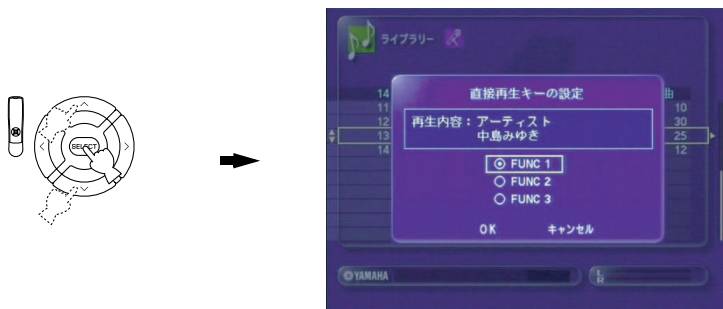 SELECT
ライブラリー
14 曲
11 10
12 30
13 25
14 12
直接再生キーの設定
再生内容：アーティスト
中島みゆき
FUNC 1
FUNC 2
FUNC 3
OK キャンセル
YAMAHA
L
R